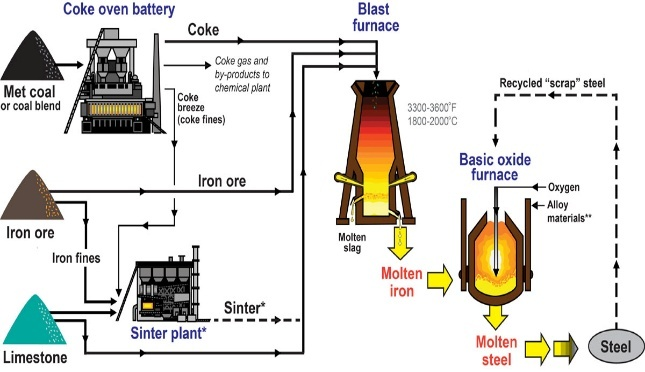 Coke oven battery
Coke
Blast
furnace
Met coal
or coal blend
Coke gas and
by-products to
chemical plant
Coke
breeze
(coke fines)
3300-3600°F
1800-2000°C
Recycled “scrap” steel
Basic oxide
furnace
Oxygen
Alloy
materials**
Iron ore
Iron ore
Iron fines
Molten
slag
Molten
iron
Sinter*
Sinter plant*
Limestone
Molten
steel
Steel